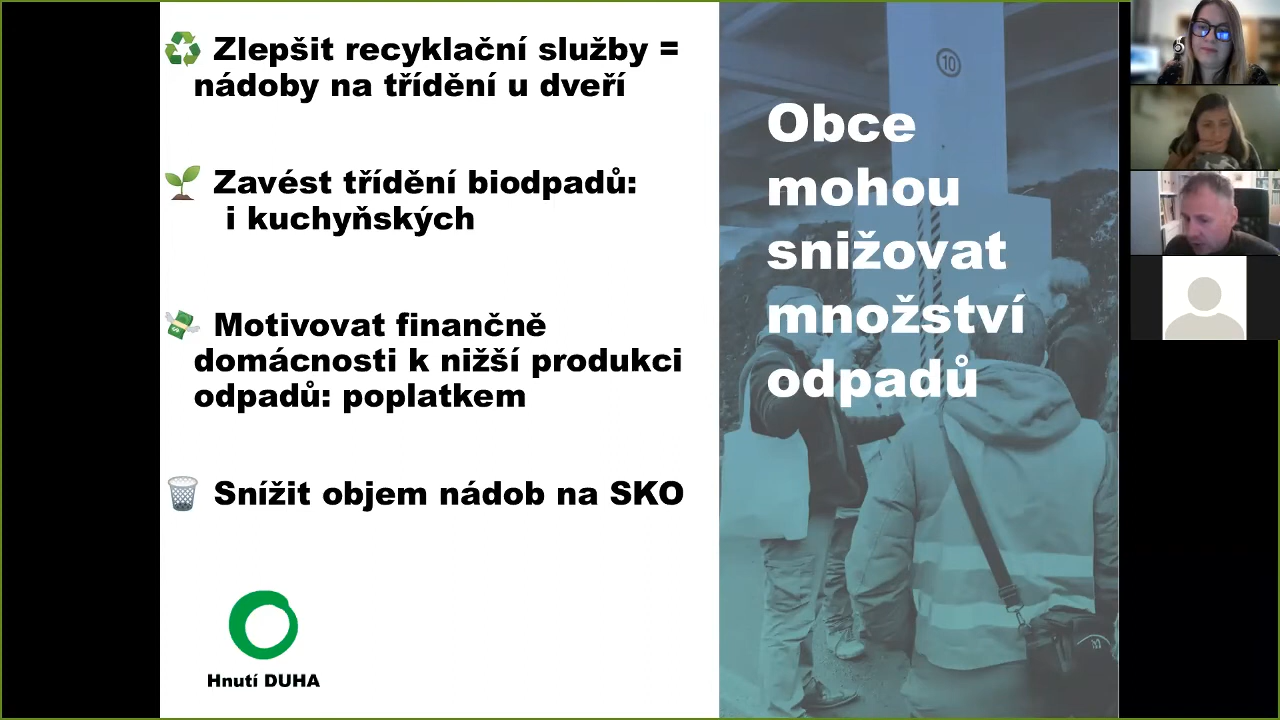 ♻️ Zlepšit recyklační služby =
nádoby na třídění u dveří
🌱 Zavést třídění biodpadů:
i kuchyňských
💸 Motivovat finančně
domácnosti k nižší produkci
odpadů: poplatkem
🗑️ Snížit objem nádob na SKO
Hnutí DUHA
10
Obce
mohou
snižovat
množství
odpadů